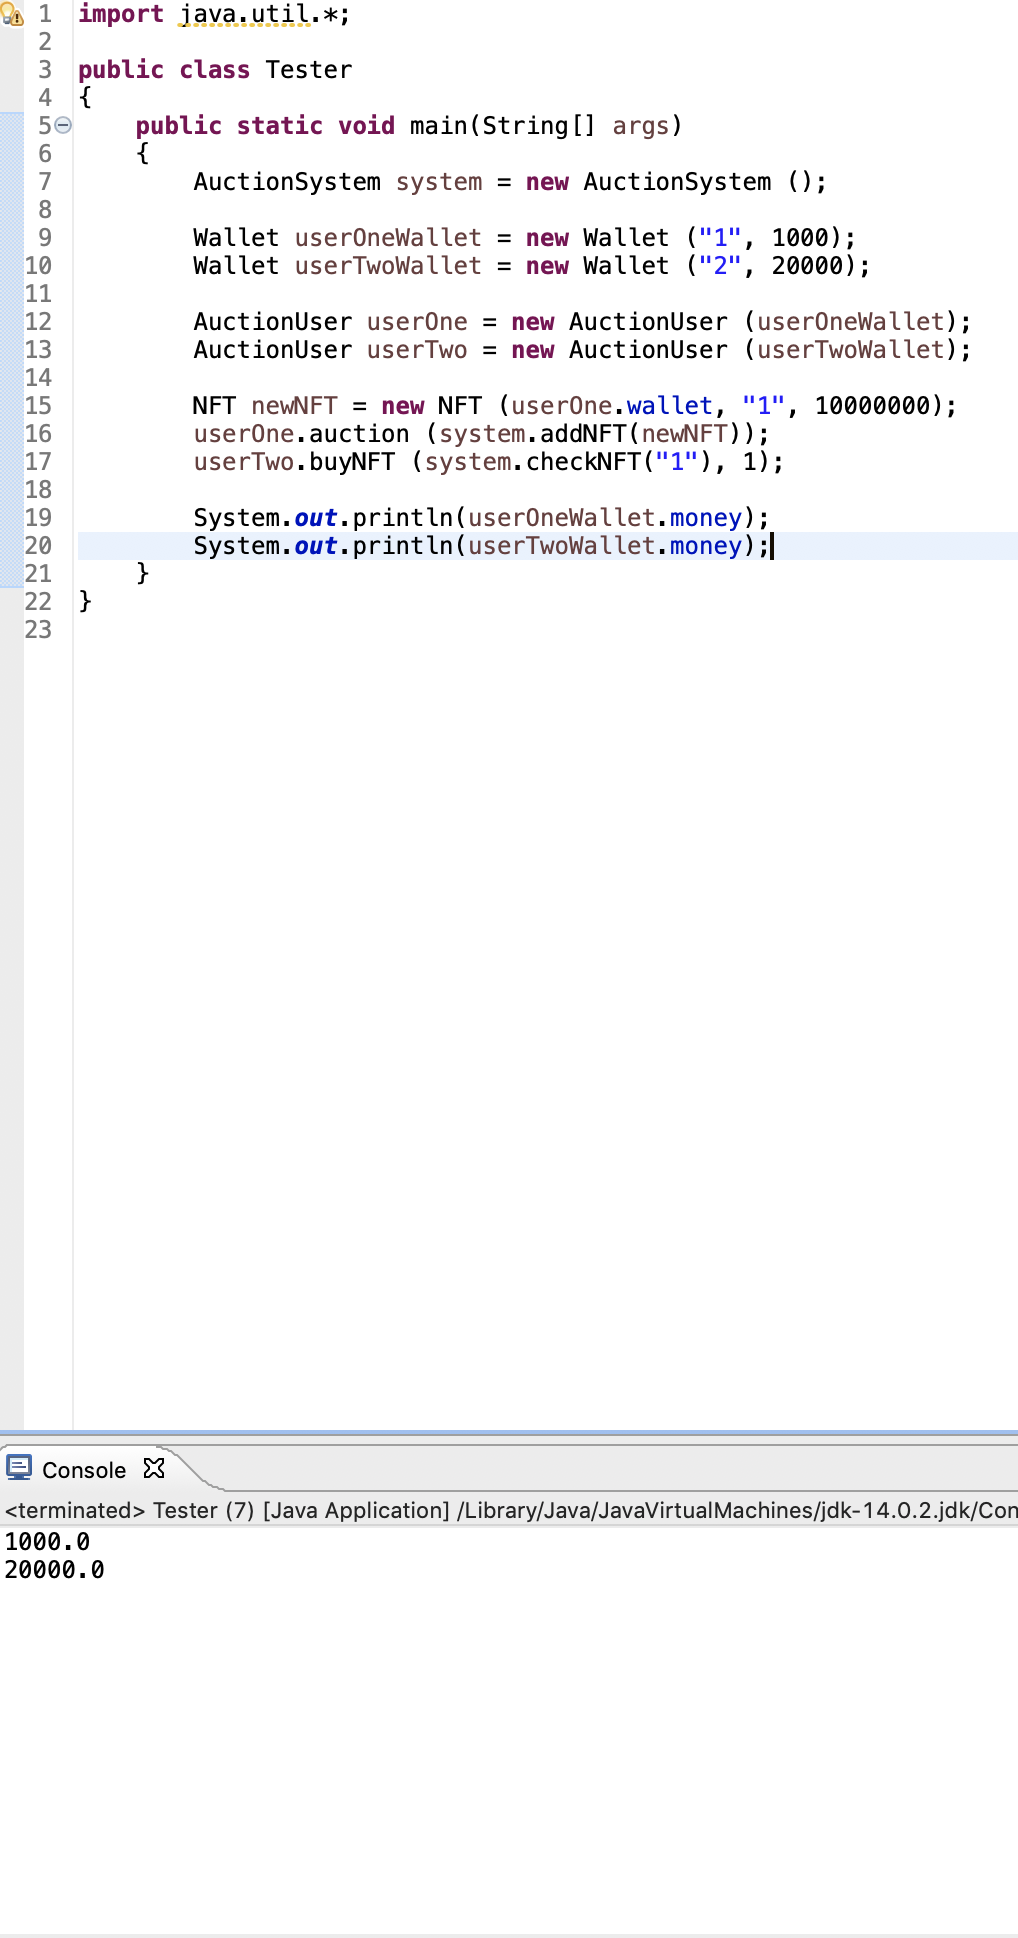 1 import java.util.*;
2
3 public class Tester
4 {
5 public static void main(String[] args)
6 {
7 AuctionSystem system = new AuctionSystem ();
8
9 Wallet userOneWallet = new Wallet ("1", 1000);
10 Wallet userTwoWallet = new Wallet ("2", 20000);
11
12 AuctionUser userOne = new AuctionUser (userOneWallet);
13 AuctionUser userTwo = new AuctionUser (userTwoWallet);
14
15 NFT newNFT = new NFT (userOne.wallet, "1", 10000000);
16 userOne.auction (system.addNFT(newNFT));
17 userTwo.buyNFT (system.checkNFT("1"), 1);
18
19 System.out.println(userOneWallet.money);
20 System.out.println(userTwoWallet.money);
21 }
22 }
23
Console
<terminated> Tester (7) [Java Application] /Library/Java/JavaVirtualMachines/jdk-14.0.2.jdk/Con
1000.0
20000.0